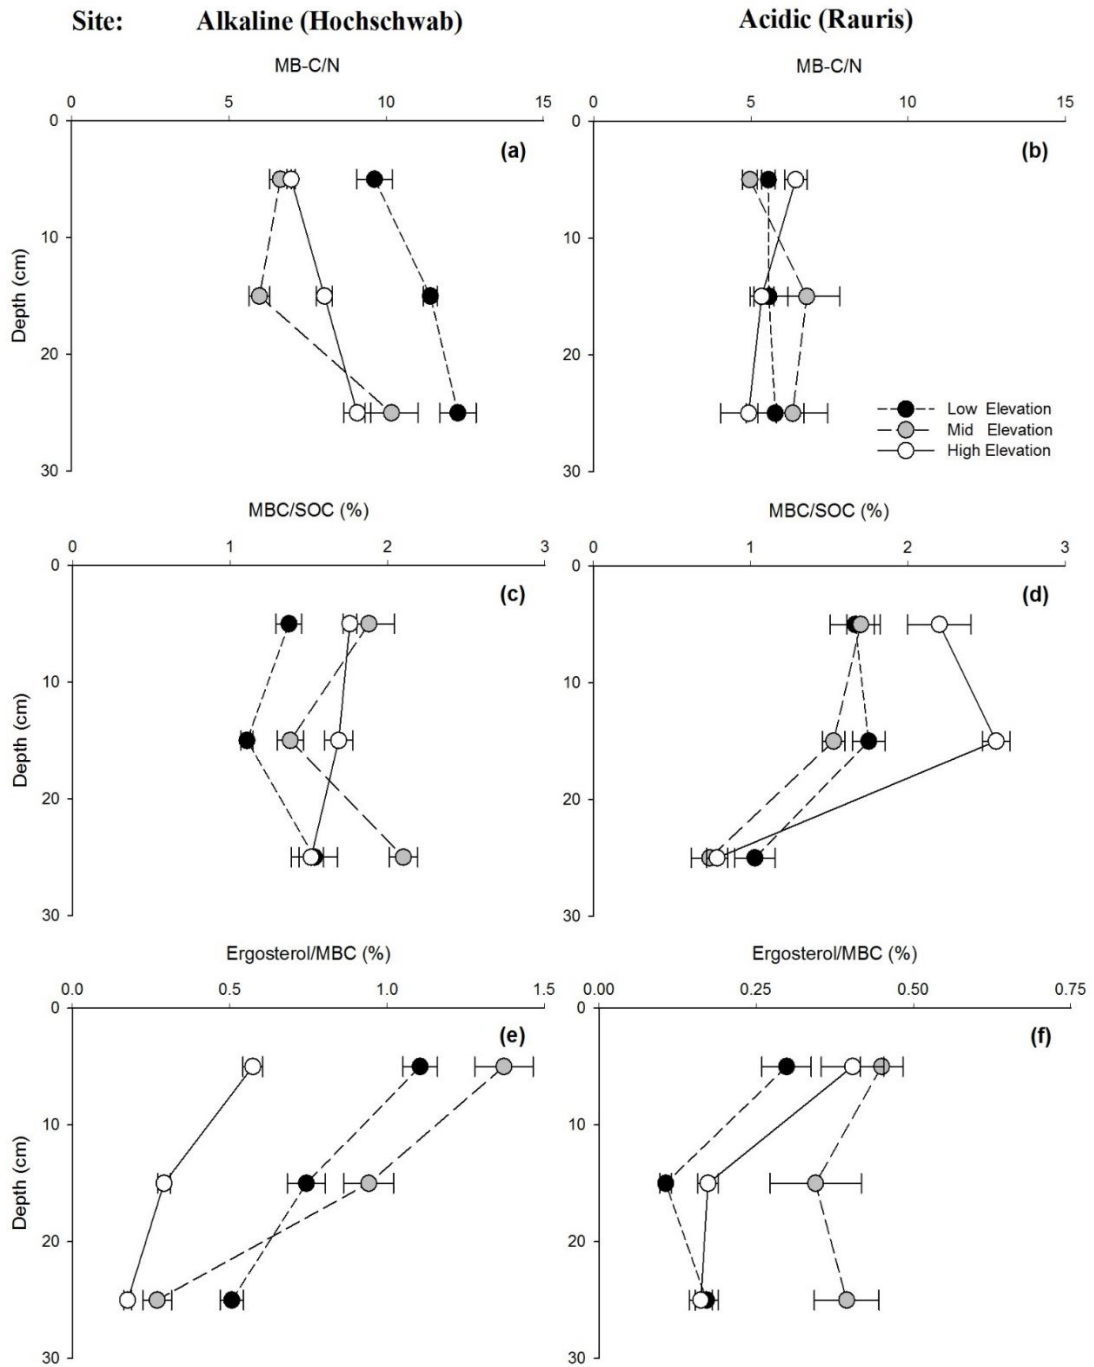 Site: Alkaline (Hochschwab) Acidic (Rauris)
MB-C/N MB-C/N
0 5 10 15 0 5 10 15
0 0
(a) (b)
10 10
Depth (cm)
20 20
Low Elevation
Mid Elevation
High Elevation
30 30
MBC/SOC (%) MBC/SOC (%)
0 1 2 3 0 1 2 3
0 0
(c) (d)
10 10
Depth (cm)
20 20
30 30
Ergosterol/MBC (%) Ergosterol/MBC (%)
0.0 0.5 1.0 1.5 0.00 0.25 0.50 0.75
0 0
(e) (f)
10 10
Depth (cm)
20 20
30 30